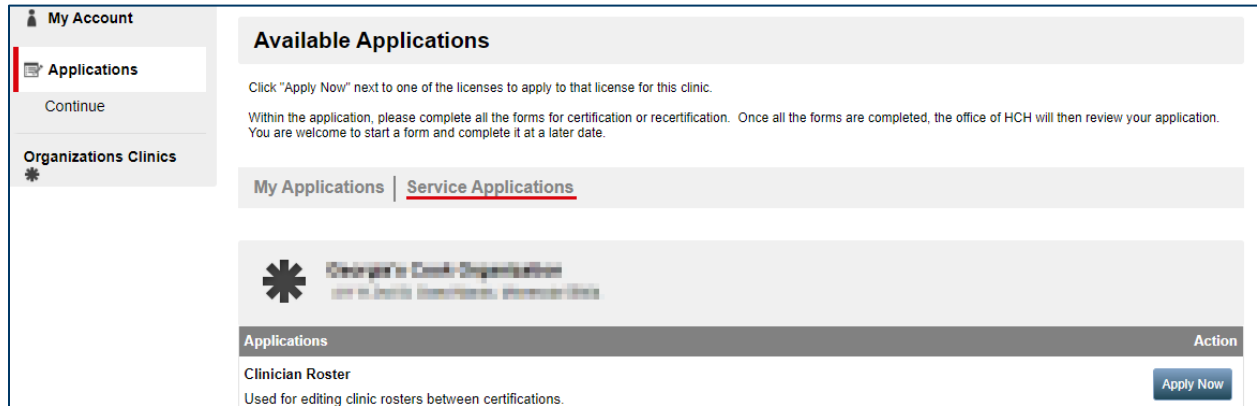 My Account
Applications
Continue
Organizations Clinics
Available Applications
Click "Apply Now" next to one of the licenses to apply to that license for this clinic.
Within the application, please complete all the forms for certification or recertification.  Once all the forms are completed, the office of HCH will then review your application.
You are welcome to start a form and complete it at a later date.
My Applications | Service Applications
Applications Action
Clinician Roster
Used for editing clinic rosters between certifications.
Apply Now